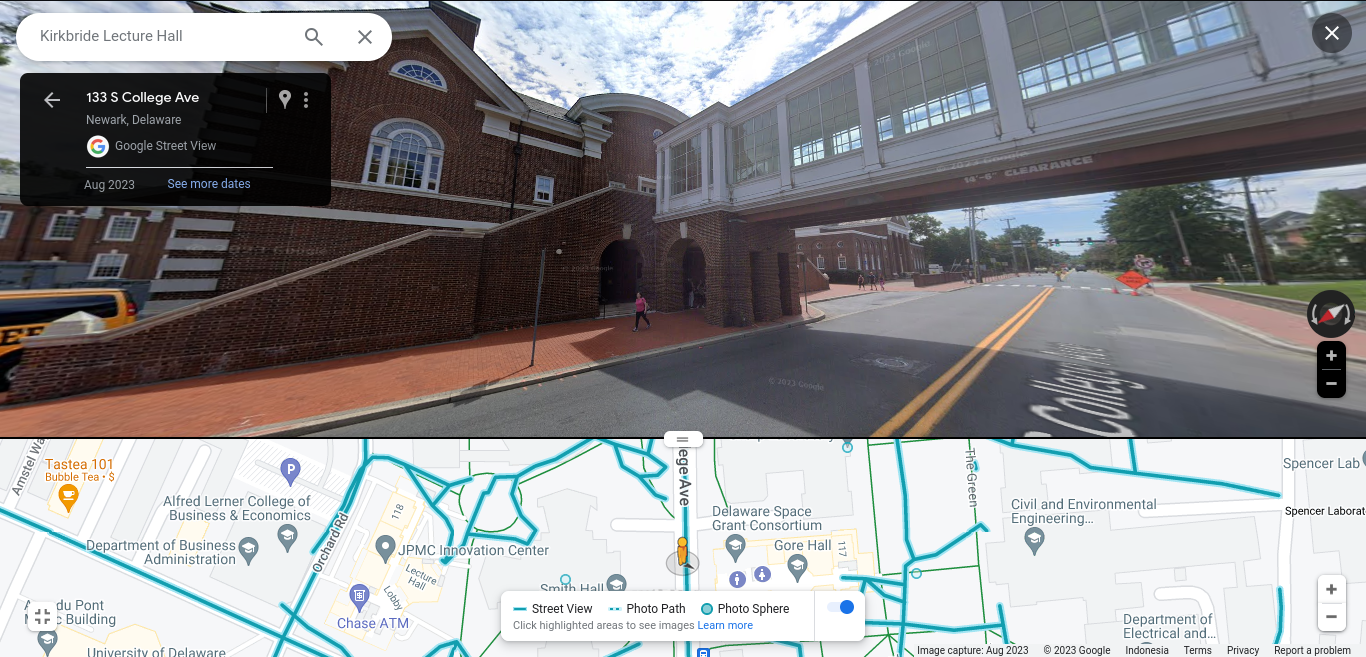 Kirkbride Lecture Hall
133 S College Ave
Newark, Delaware
Google Street View
Aug 2023
See more dates
14'-6" CLEARANCE
© 2023 Google
© 2023 Google
College Ave
Amstel Wa
Tastea 101
Bubble Tea • $
P
Alfred Lerner College of
Business & Economics
Department of Business
Administration
Orchard Rd
118
JPMC Innovation Center
Lecture
Hall
Lobby
Chase ATM
Smith Hall
University of Delaware
lege Ave
Delaware Space
Grant Consortium
Gore Hall
117
The Green
Civil and Environmental
Engineering...
Spencer Lab
Spencer Laborat
Department of
Electrical and...
Street View
Photo Path
Photo Sphere
Click highlighted areas to see images Learn more
Image capture: Aug 2023 © 2023 Google Indonesia Terms Privacy Report a problem